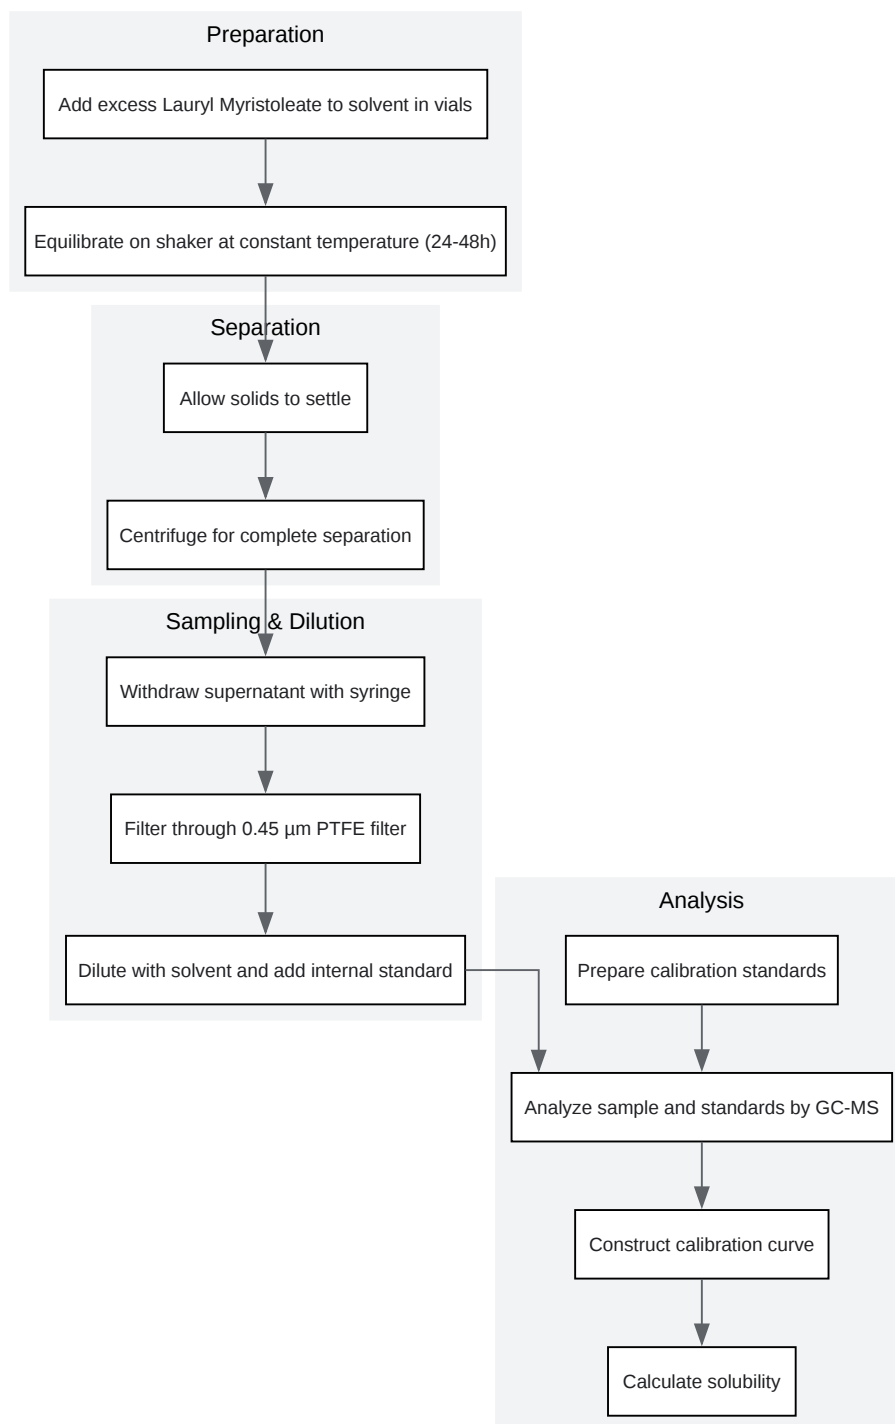 Preparation
Add excess Lauryl Myristoleate to solvent in vials
Equilibrate on shaker at constant temperature (24-48h)
Separation
Allow solids to settle
Centrifuge for complete separation
Sampling & Dilution
Withdraw supernatant with syringe
Filter through 0.45 µm PTFE filter
Dilute with solvent and add internal standard
Analysis
Prepare calibration standards
Analyze sample and standards by GC-MS
Construct calibration curve
Calculate solubility